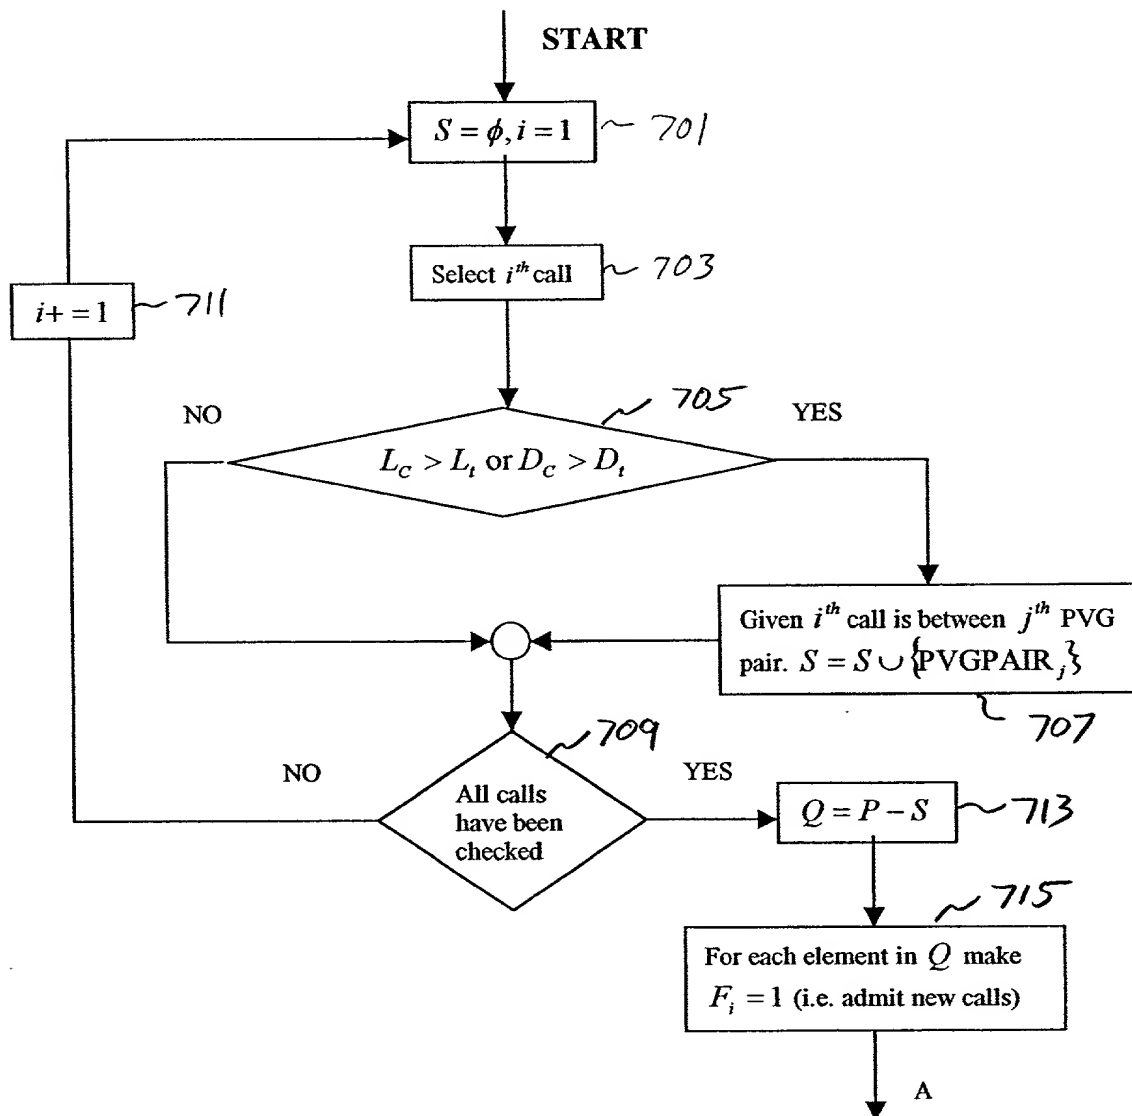 START
S = ϕ, i = 1
701
Select i^th call
703
i+ = 1
711
705
NO
YES
L_C > L_t or D_C > D_t
Given i^th call is between j^th PVG
pair. S = S ∪ {PVGPAIR_j}
707
709
NO
YES
All calls
have been
checked
Q = P − S
713
715
For each element in Q make
F_i = 1 (i.e. admit new calls)
A